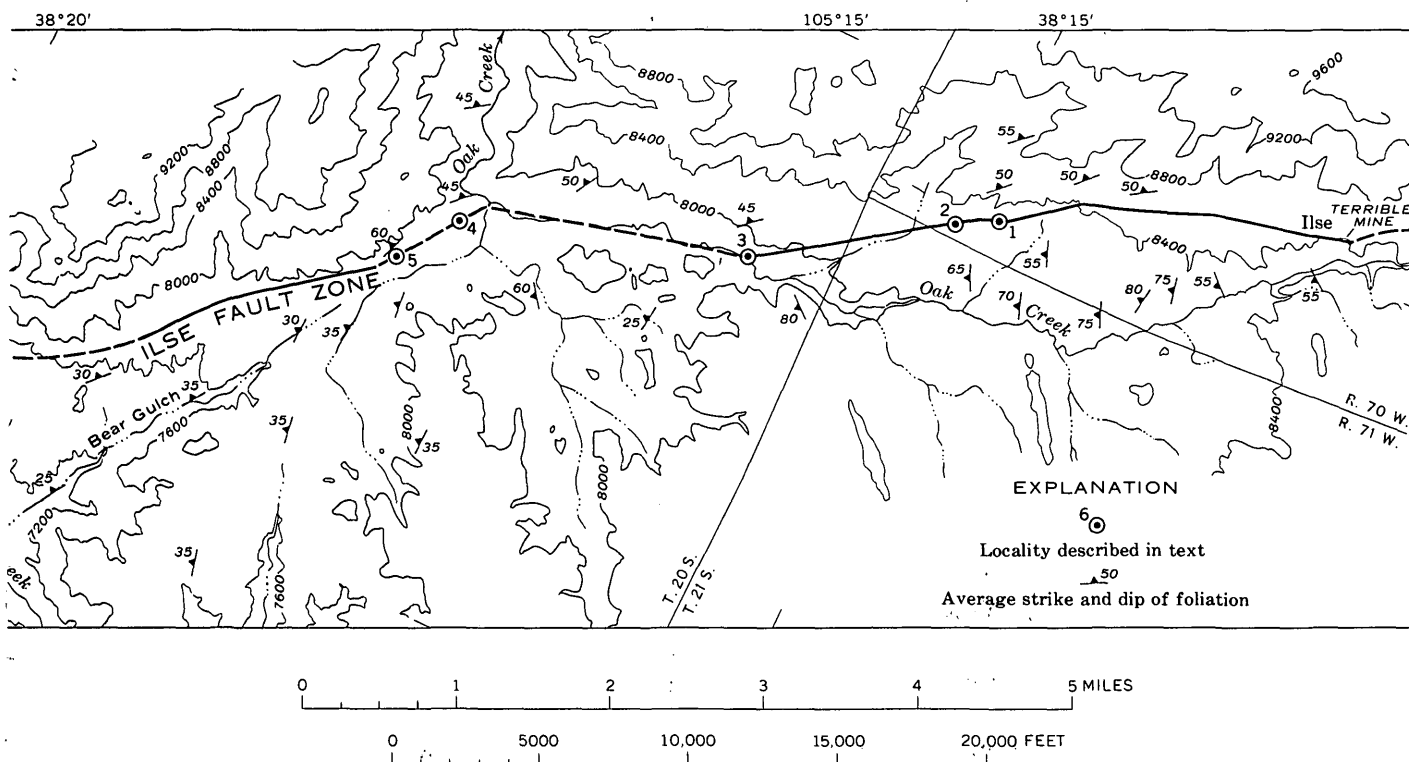 38°20' 105°15' 38°15'
9600
8800
45
Creek
8400
55
9200
9200
8800
8400
Oak
45
50
50
50
50
8800
8000
45
2
1
Ilse
TERRIBLE MINE
4
60
5
3
8400
8000
ILSE FAULT ZONE
30
35
60
25
80
65
Oak
55
70
Creek
75
80
75
55
55
30
35
Bear Gulch
7600
35
8000
35
8000
8400
R. 70 W.
R. 71 W.
25
7200
eek
35
7600
T. 20 S.
T. 21 S.
EXPLANATION
6
Locality described in text
50
Average strike and dip of foliation
0 1 2 3 4 5 MILES
0 5000 10,000 15,000 20,000 FEET